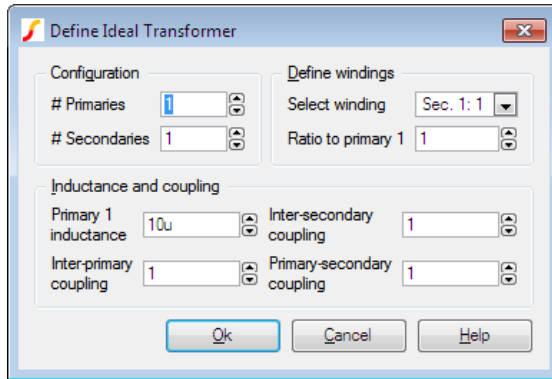 Define Ideal Transformer
Configuration
# Primaries 1
# Secondaries 1
Define windings
Select winding Sec. 1: 1
Ratio to primary 1 1
Inductance and coupling
Primary 1
inductance 10u
Inter-secondary
coupling 1
Inter-primary
coupling 1
Primary-secondary
coupling 1
Ok Cancel Help